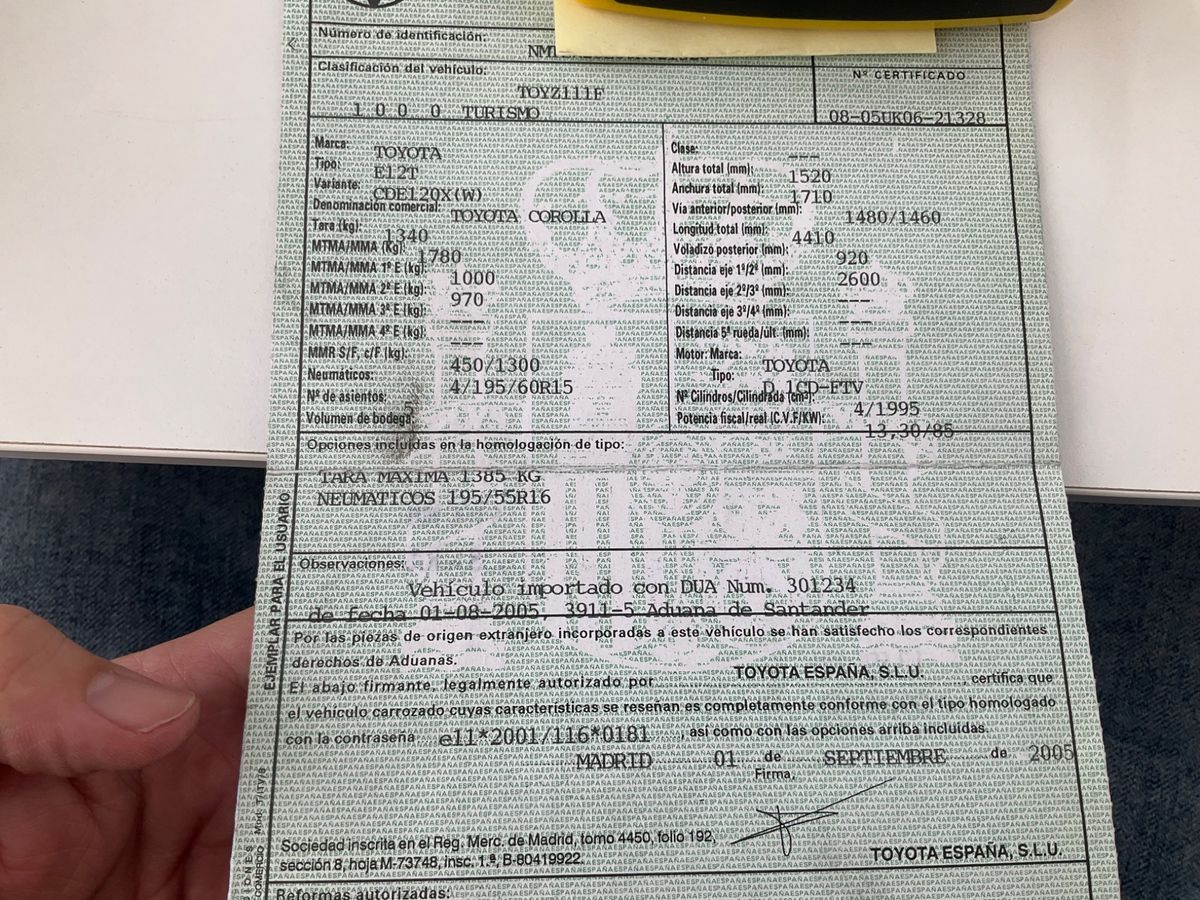 Número de identificación:
NM
Clasificación del vehículo:
TOYZ111F
1 0 0 0 TURISMO
Nº CERTIFICADO
08-05UK06-21328
Marca: TOYOTA
Tipo: E12T
Variante: CDE120X(W)
Denominación comercial: TOYOTA COROLLA
Tara (kg): 1340
MTMA/MMA (Kg): 1780
MTMA/MMA 1º E (kg): 1000
MTMA/MMA 2º E (kg): 970
MTMA/MMA 3º E (kg): ---
MTMA/MMA 4º E (kg): ---
MMR S/F, c/F (kg): 450/1300
Neumáticos: 4/195/60R15
Nº de asientos: 5
Volumen de bodega:
Clase: ---
Altura total (mm): 1520
Anchura total (mm): 1710
Vía anterior/posterior (mm): 1480/1460
Longitud total (mm): 4410
Voladizo posterior (mm): 920
Distancia eje 1º/2º (mm): 2600
Distancia eje 2º/3º (mm): ---
Distancia eje 3º/4º (mm): ---
Distancia 5ª rueda/últ. (mm): ---
Motor: Marca: TOYOTA
Tipo: D 1CD-FTV
Nº Cilindros/Cilindrada (cm³): 4/1995
Potencia fiscal/real (C.V.F/KW): 13,30/85
Opciones incluidas en la homologación de tipo:
TARA MAXIMA 1385 KG
NEUMATICOS 195/55R16
Observaciones:
Vehículo importado con DUA Num. 301234
de fecha 01-08-2005, 3911-5 Aduana de Santander
Por las piezas de origen extranjero incorporadas a este vehículo se han satisfecho los correspondientes
derechos de Aduanas.
El abajo firmante, legalmente autorizado por TOYOTA ESPAÑA, S.L.U. certifica que
el vehículo carrozado cuyas características se reseñan es completamente conforme con el tipo homologado
con la contraseña e11*2001/116*0181, así como con las opciones arriba incluidas.
MADRID 01 de SEPTIEMBRE de 2005
Firma,
Sociedad inscrita en el Reg. Merc. de Madrid, tomo 4450, folio 192,
sección 8, hoja M-73748, insc. 1.ª, B-80419922.
TOYOTA ESPAÑA, S.L.U.
Reformas autorizadas:
EJEMPLAR PARA EL USUARIO